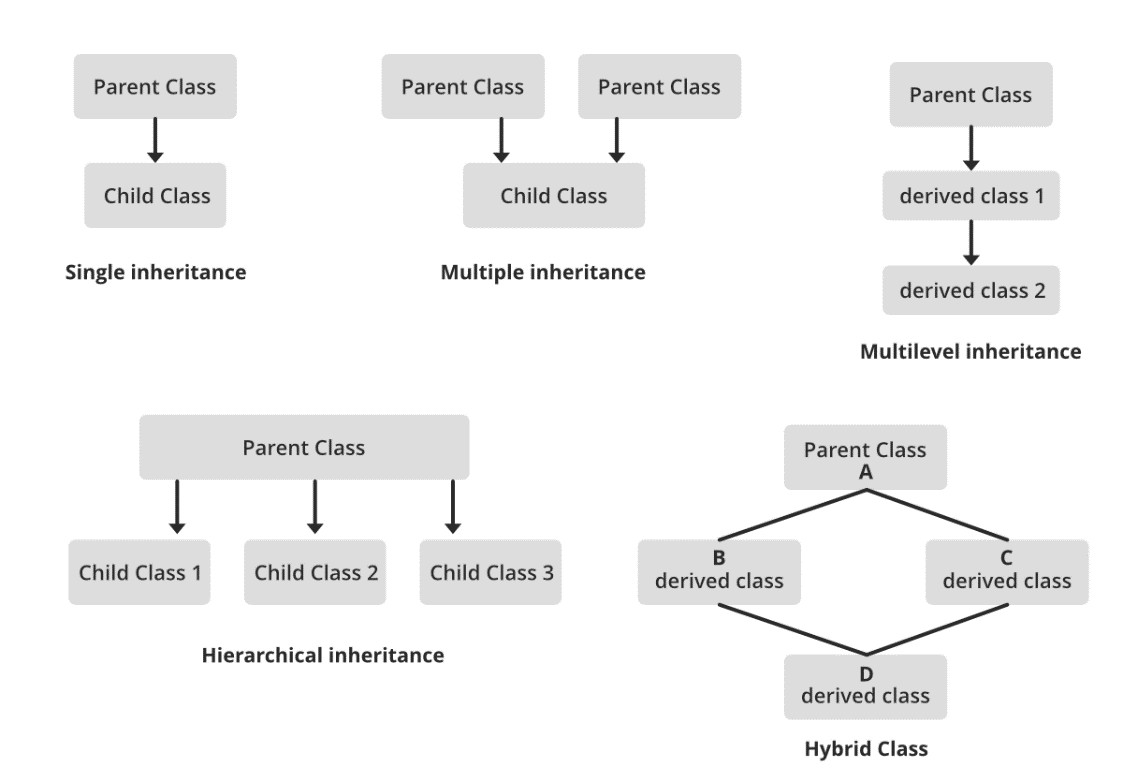 Parent Class
Child Class
Single inheritance
Parent Class
Parent Class
Child Class
Multiple inheritance
Parent Class
derived class 1
derived class 2
Multilevel inheritance
Parent Class
Child Class 1
Child Class 2
Child Class 3
Hierarchical inheritance
Parent Class
A
B
derived class
C
derived class
D
derived class
Hybrid Class